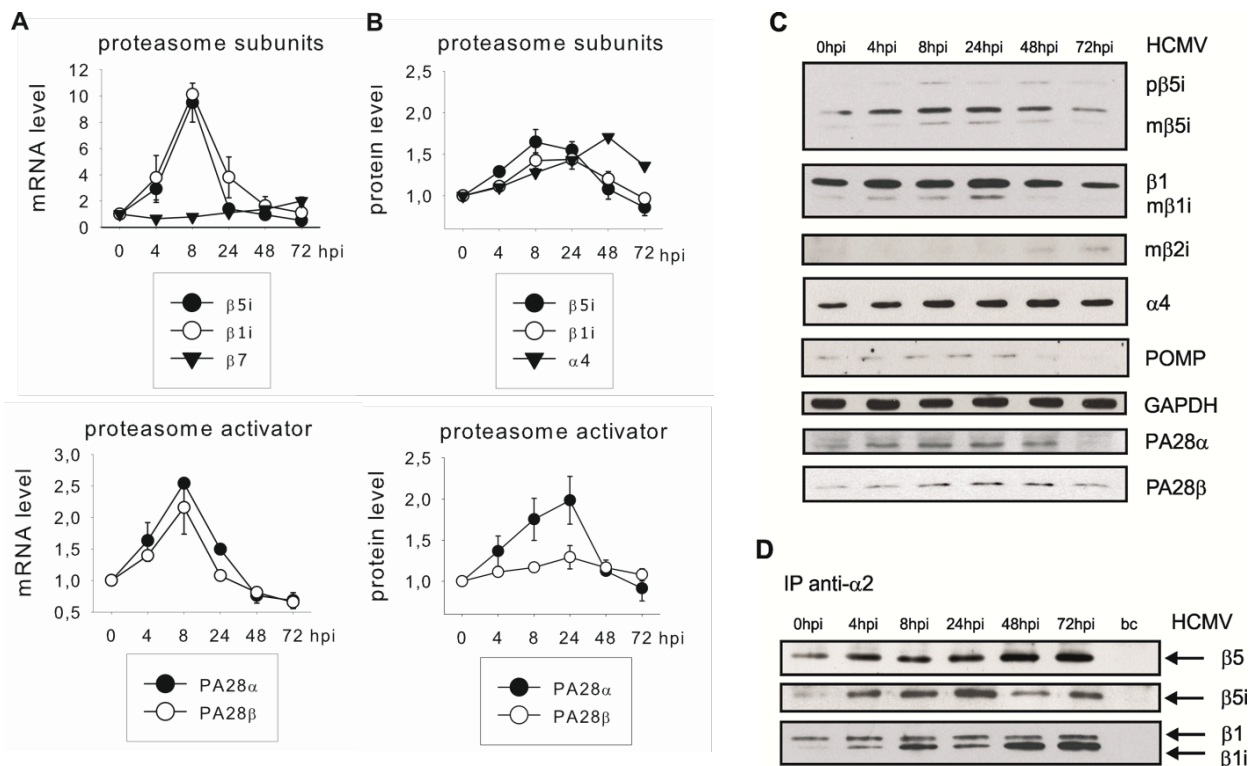 A
proteasome subunits
mRNA level
12
10
8
6
4
2
0
0 4 8 24 48 72 hpi
β5i
β1i
β7
B
proteasome subunits
protein level
2,5
2,0
1,5
1,0
0 4 8 24 48 72 hpi
β5i
β1i
α4
proteasome activator
mRNA level
3,0
2,5
2,0
1,5
1,0
0,5
0 4 8 24 48 72 hpi
PA28α
PA28β
proteasome activator
protein level
2,5
2,0
1,5
1,0
0 4 8 24 48 72 hpi
PA28α
PA28β
C
0hpi 4hpi 8hpi 24hpi 48hpi 72hpi HCMV
pβ5i
mβ5i
β1
mβ1i
mβ2i
α4
POMP
GAPDH
PA28α
PA28β
D
IP anti-α2
0hpi 4hpi 8hpi 24hpi 48hpi 72hpi bc HCMV
β5
β5i
β1
β1i